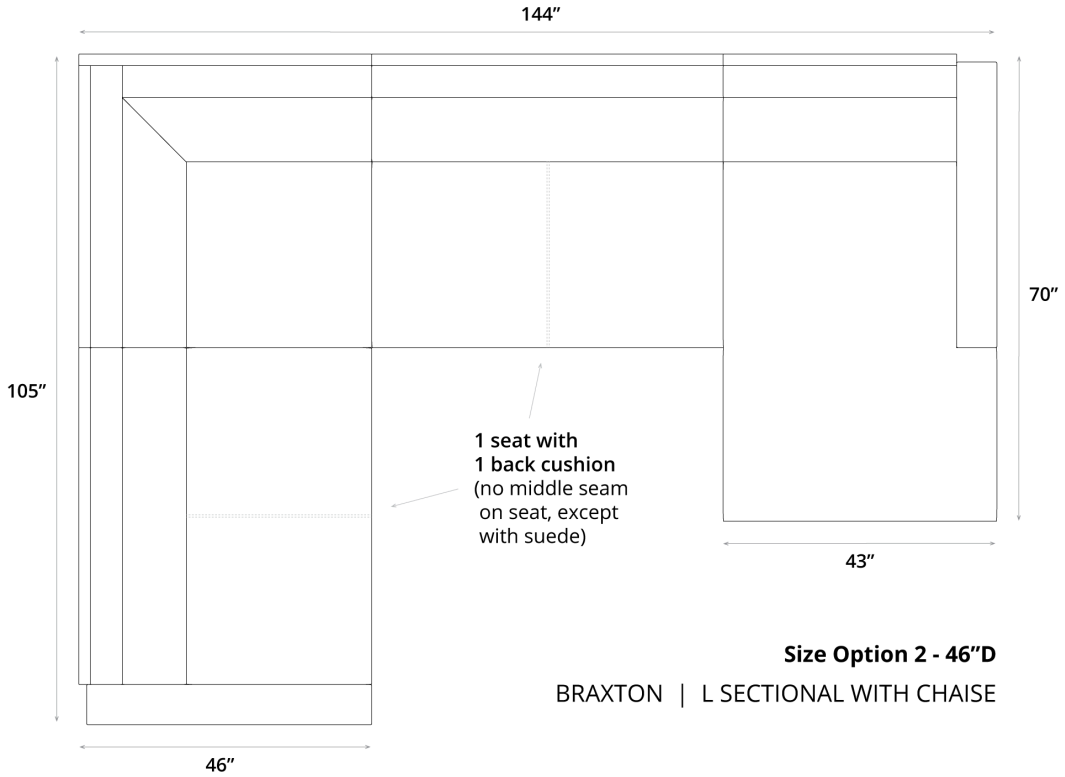 144”
105”
70”
1 seat with
1 back cushion
(no middle seam
on seat, except
with suede)
43”
Size Option 2 - 46”D
BRAXTON | L SECTIONAL WITH CHAISE
46”